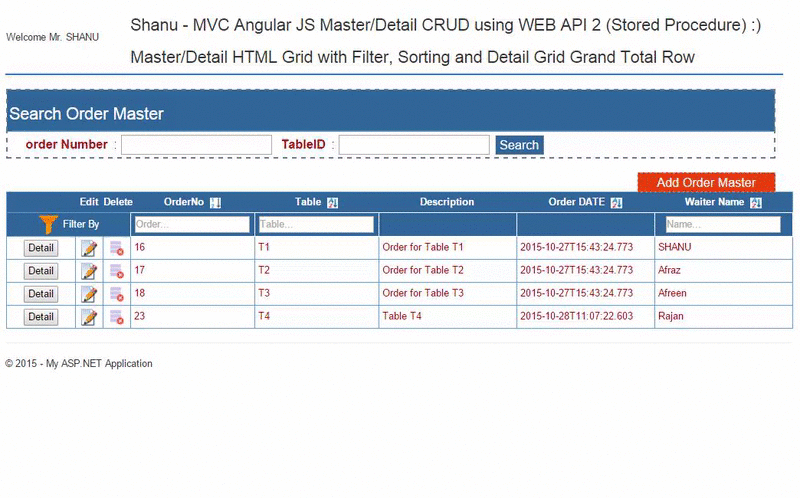 Welcome Mr. SHANU
Shanu - MVC Angular JS Master/Detail CRUD using WEB API 2 (Stored Procedure) :)
Master/Detail HTML Grid with Filter, Sorting and Detail Grid Grand Total Row
Search Order Master
order Number : TableID : Search
Add Order Master
Edit Delete OrderNo Table Description Order DATE Waiter Name
Filter By Order... Table... Name...
Detail 16 T1 Order for Table T1 2015-10-27T15:43:24.773 SHANU
Detail 17 T2 Order for Table T2 2015-10-27T15:43:24.773 Afraz
Detail 18 T3 Order for Table T3 2015-10-27T15:43:24.773 Afreen
Detail 23 T4 Table T4 2015-10-28T11:07:22.603 Rajan
© 2015 - My ASP.NET Application